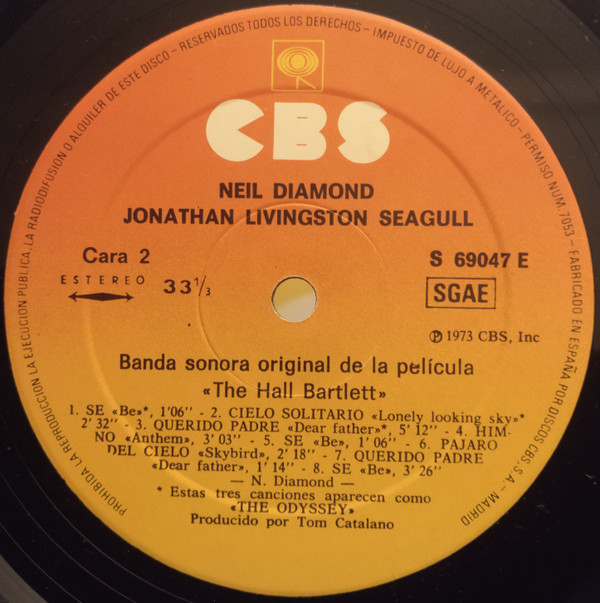 RESERVADOS TODOS LOS DERECHOS - IMPUESTO DE LUJO A METALICO - PERMISO NUM. 7053 - FABRICADO EN ESPAÑA POR DISCOS CBS, S.A. - MADRID
PROHIBIDA LA REPRODUCCION, LA EJECUCION PUBLICA, LA RADIODIFUSION O ALQUILER DE ESTE DISCO -
CBS
NEIL DIAMOND
JONATHAN LIVINGSTON SEAGULL
Cara 2
S 69047 E
ESTEREO
33 1/3
SGAE
Ⓟ 1973 CBS, Inc
Banda sonora original de la película
«The Hall Bartlett»
1. SE «Be»*, 1'06'' - 2. CIELO SOLITARIO «Lonely looking sky»*
2' 32'' - 3. QUERIDO PADRE «Dear father»*, 5' 12'' - 4. HIM-
NO «Anthem», 3' 03'' - 5. SE «Be», 1' 06'' - 6. PAJARO
DEL CIELO «Skybird», 2' 18'' - 7. QUERIDO PADRE
«Dear father», 1' 14'' - 8. SE «Be», 3' 26''
— N. Diamond —
* Estas tres canciones aparecen como
«THE ODYSSEY»
Producido por Tom Catalano